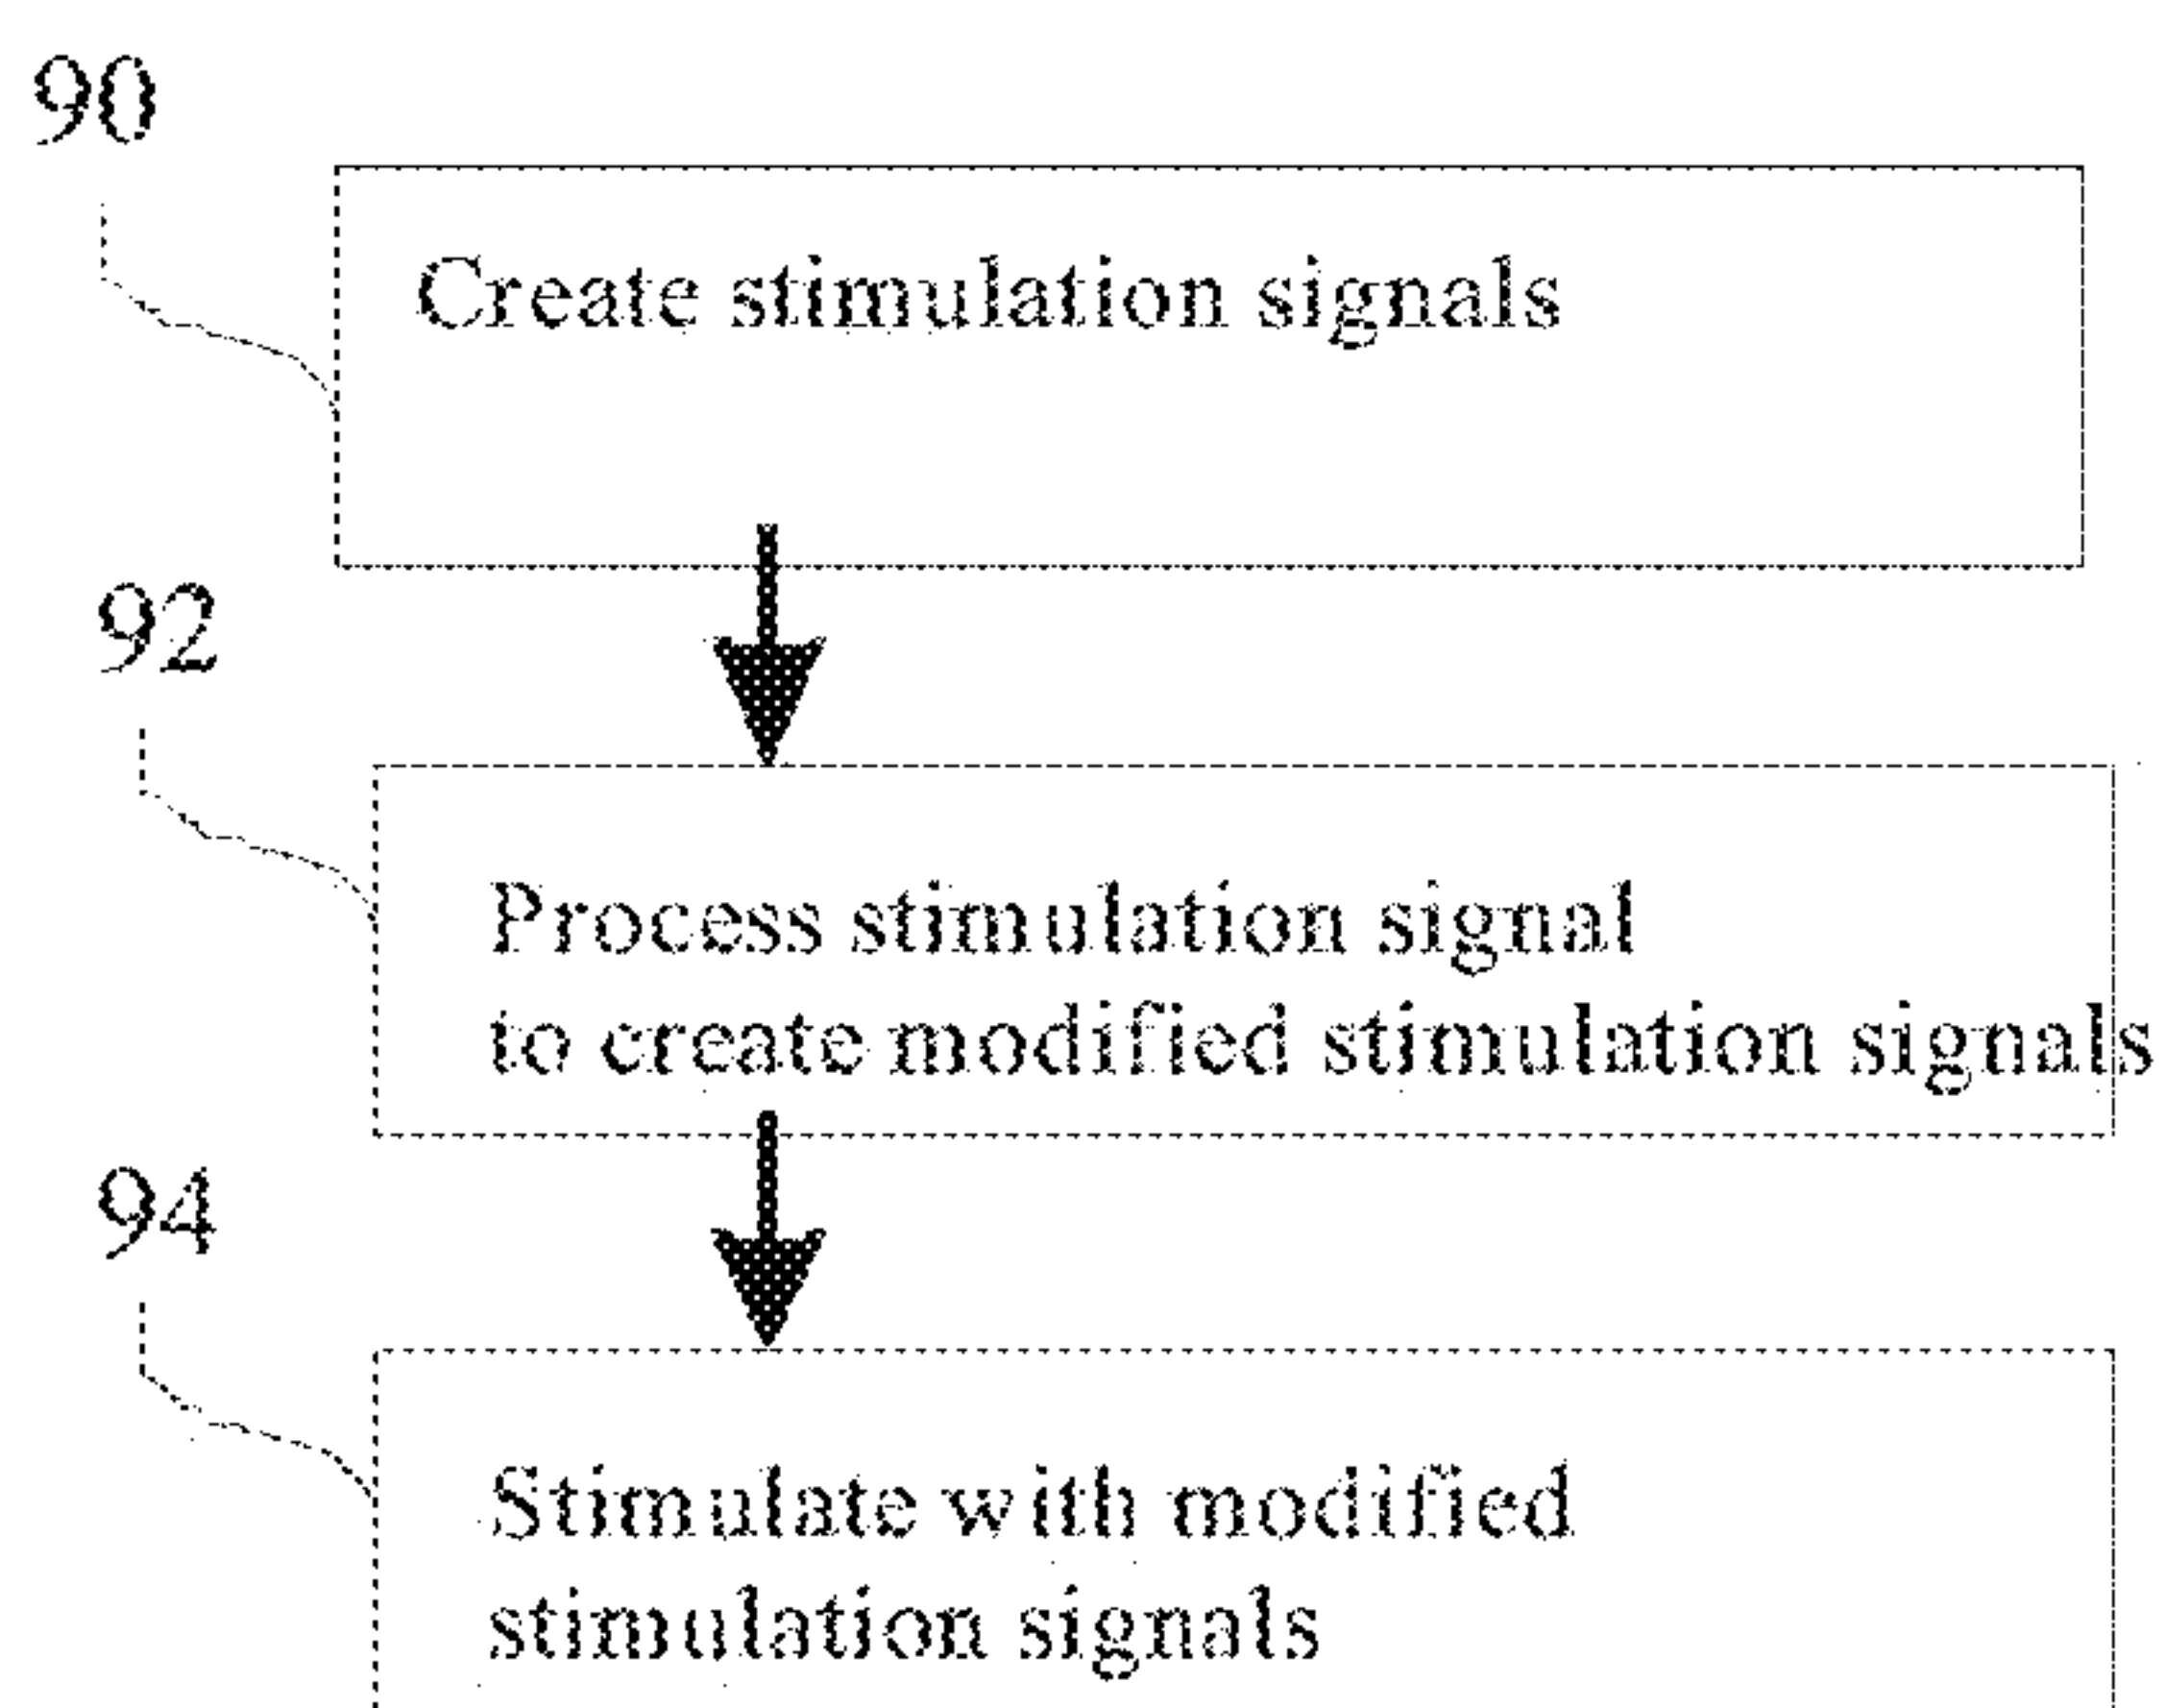 90
Create stimulation signals
92
Process stimulation signal
to create modified stimulation signals
94
Stimulate with modified
stimulation signals